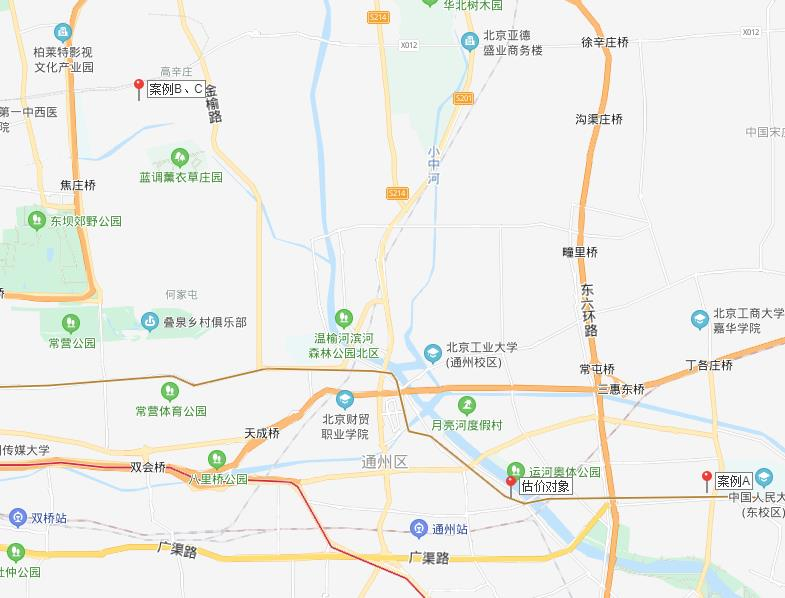 华北树木园
S214
X012
X012
柏莱特影视
文化产业园
北京亚德
盛业商务楼
徐辛庄桥
高辛庄
案例B、C
金榆路
S201
第一中西医
院
沟渠庄桥
中国宋庄
小中河
蓝调薰衣草庄园
焦庄桥
S214
东坝郊野公园
疃里桥
何家屯
桥
东六环路
叠泉乡村俱乐部
常营公园
温榆河滨河
森林公园北区
北京工商大学
嘉华学院
北京工业大学
(通州校区)
常屯桥
丁各庄桥
三惠东桥
常营体育公园
北京财贸
职业学院
月亮河度假村
天成桥
传媒大学
通州区
双会桥
八里桥公园
运河奥体公园
估价对象
案例A
中国人民大
(东校区)
双桥站
通州站
广渠路
广渠路
杜仲公园